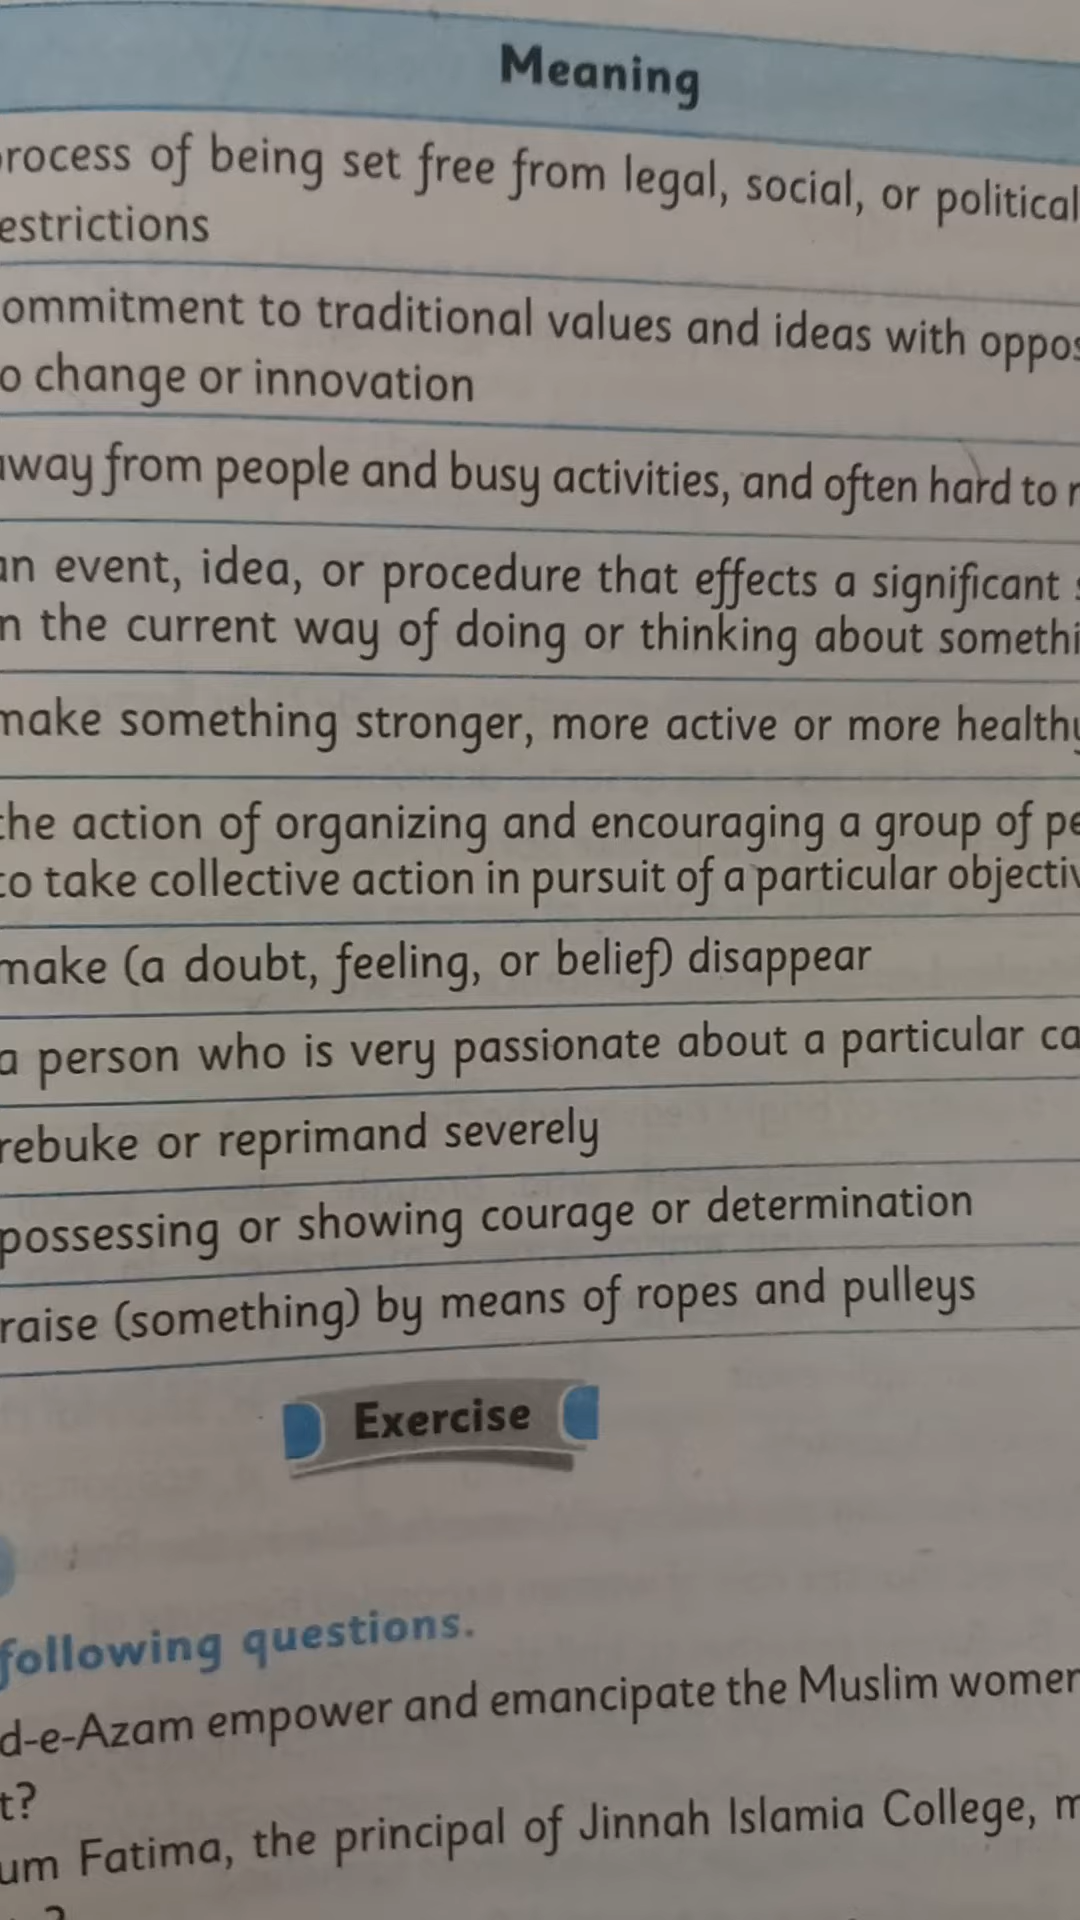 Meaning
rocess of being set free from legal, social, or political
estrictions
ommitment to traditional values and ideas with oppos
o change or innovation
away from people and busy activities, and often hard to r
an event, idea, or procedure that effects a significant s
n the current way of doing or thinking about somethi
make something stronger, more active or more healthy
the action of organizing and encouraging a group of pe
to take collective action in pursuit of a particular objectiv
make (a doubt, feeling, or belief) disappear
a person who is very passionate about a particular ca
rebuke or reprimand severely
possessing or showing courage or determination
raise (something) by means of ropes and pulleys
Exercise
following questions.
d-e-Azam empower and emancipate the Muslim women
t?
um Fatima, the principal of Jinnah Islamia College, m